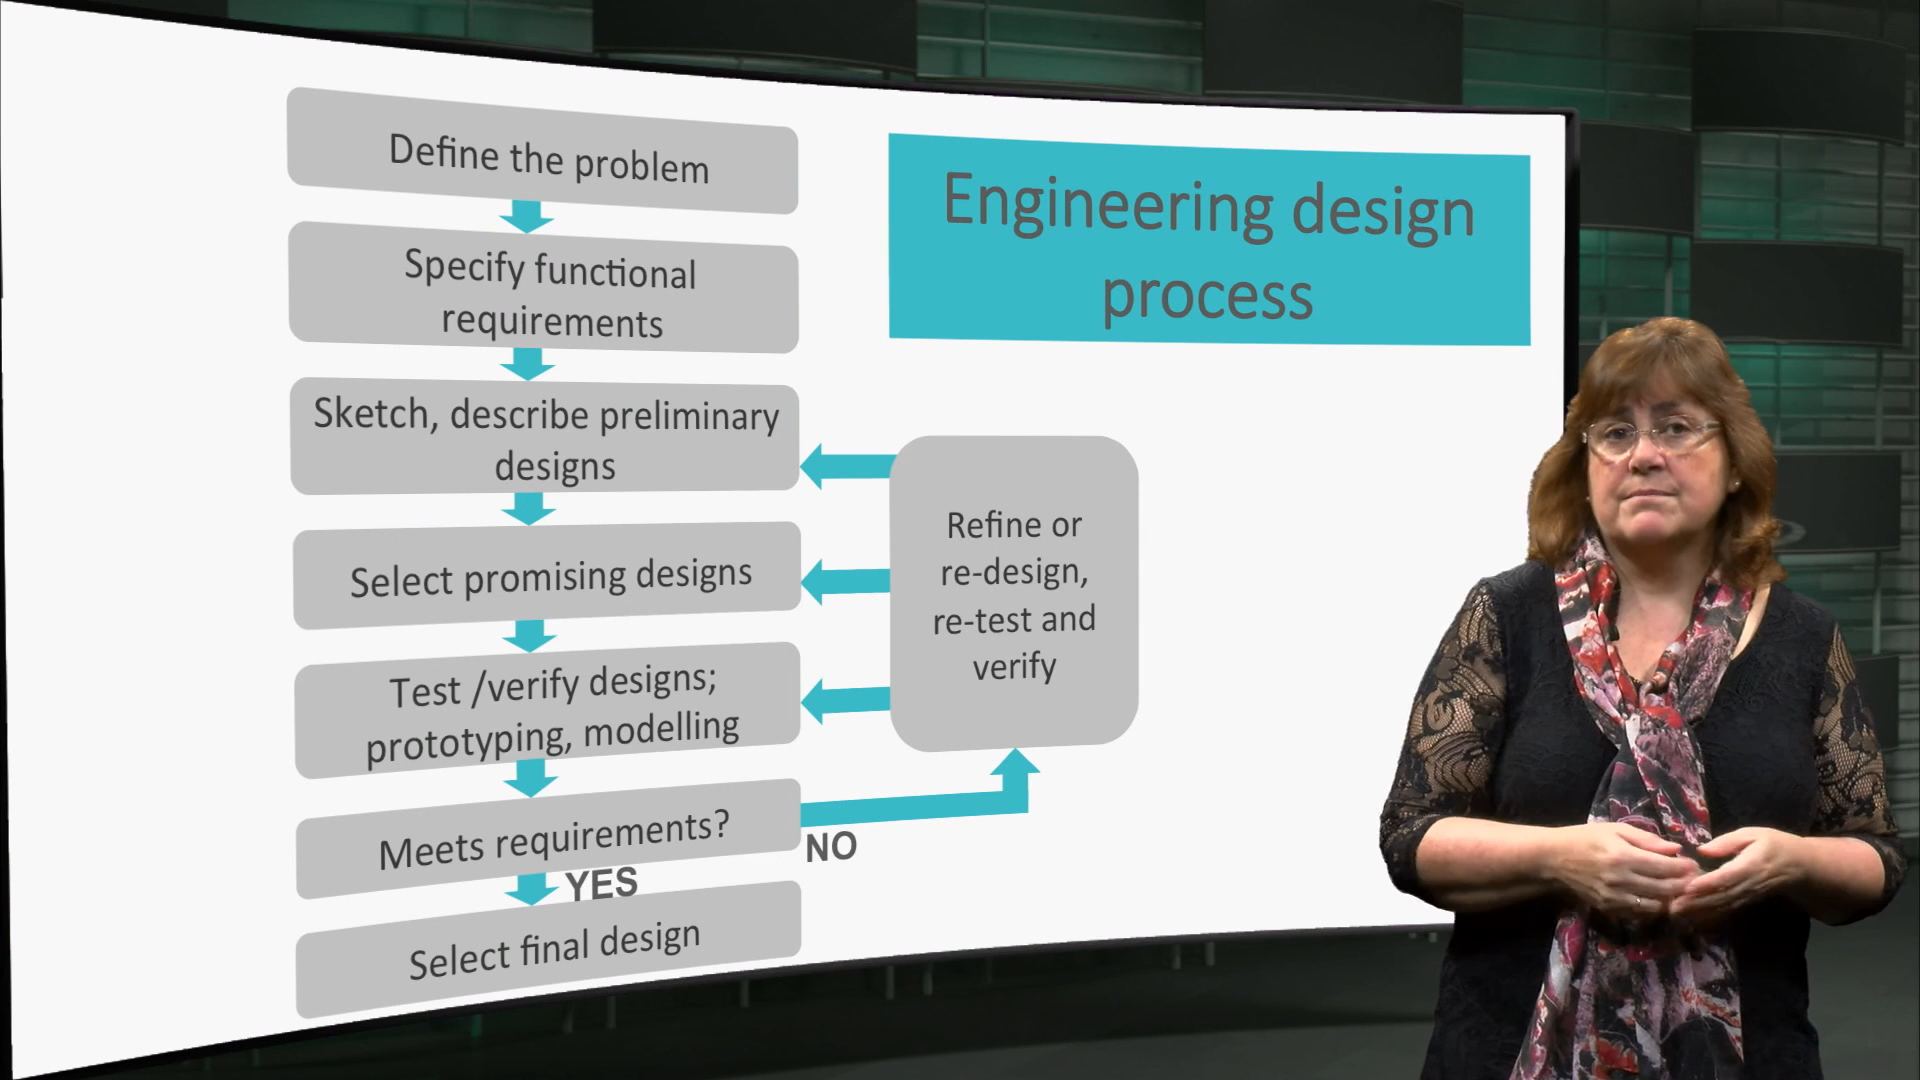 Define the problem
Specify functional
requirements
Sketch, describe preliminary
designs
Select promising designs
Test /verify designs;
prototyping, modelling
Meets requirements?
YES
NO
Select final design
Refine or
re-design,
re-test and
verify
Engineering design
process